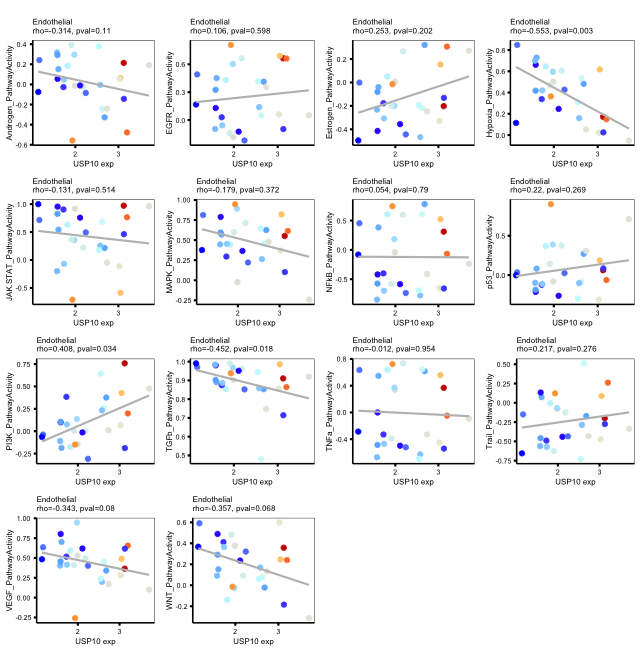 Endothelial
rho=-0.314, pval=0.11
Androgen_PathwayActivity
0.4
0.2
0.0
-0.2
-0.4
-0.6
2
3
USP10 exp
Endothelial
rho=0.106, pval=0.598
EGFR_PathwayActivity
0.6
0.3
0.0
2
3
USP10 exp
Endothelial
rho=0.253, pval=0.202
Estrogen_PathwayActivity
0.2
0.0
-0.2
-0.4
2
3
USP10 exp
Endothelial
rho=-0.553, pval=0.003
Hypoxia_PathwayActivity
0.8
0.6
0.4
0.2
0.0
2
3
USP10 exp
Endothelial
rho=-0.131, pval=0.514
JAK.STAT_PathwayActivity
1.0
0.5
0.0
-0.5
2
3
USP10 exp
Endothelial
rho=-0.179, pval=0.372
MAPK_PathwayActivity
1.00
0.75
0.50
0.25
0.00
-0.25
2
3
USP10 exp
Endothelial
rho=0.054, pval=0.79
NFkB_PathwayActivity
0.5
0.0
-0.5
2
3
USP10 exp
Endothelial
rho=0.22, pval=0.269
p53_PathwayActivity
0.8
0.4
0.0
2
3
USP10 exp
Endothelial
rho=0.408, pval=0.034
PI3K_PathwayActivity
0.75
0.50
0.25
0.00
-0.25
2
3
USP10 exp
Endothelial
rho=-0.452, pval=0.018
TGFb_PathwayActivity
1.0
0.9
0.8
0.7
0.6
0.5
2
3
USP10 exp
Endothelial
rho=-0.012, pval=0.954
TNFa_PathwayActivity
0.8
0.4
0.0
-0.4
2
3
USP10 exp
Endothelial
rho=0.217, pval=0.276
Trail_PathwayActivity
0.50
0.25
0.00
-0.25
-0.50
-0.75
2
3
USP10 exp
Endothelial
rho=-0.343, pval=0.08
VEGF_PathwayActivity
1.00
0.75
0.50
0.25
0.00
-0.25
2
3
USP10 exp
Endothelial
rho=-0.357, pval=0.068
WNT_PathwayActivity
0.6
0.4
0.2
0.0
-0.2
2
3
USP10 exp